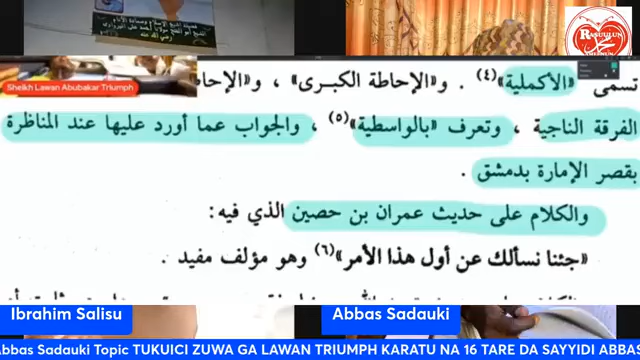 RASUULUN
Sheikh Lawan Abubakar Triumph
تسمى «الأكملية»(٤) . و«الإحاطة الكبرى» ، و«الإحاط
الفرقة الناجية ، وتعرف «بالواسطية»(٥) ، والجواب عما أورد عليها عند المناظرة
بقصر الإمارة بدمشق .
والكلام على حديث عمران بن حصين الذي فيه :
«جئنا نسألك عن أول هذا الأمر»(٦) وهو مؤلف مفيد .
Ibrahim Salisu
Abbas Sadauki
Abbas Sadauki Topic TUKUICI ZUWA GA LAWAN TRIUMPH KARATU NA 16 TARE DA SAYYIDI ABBAS